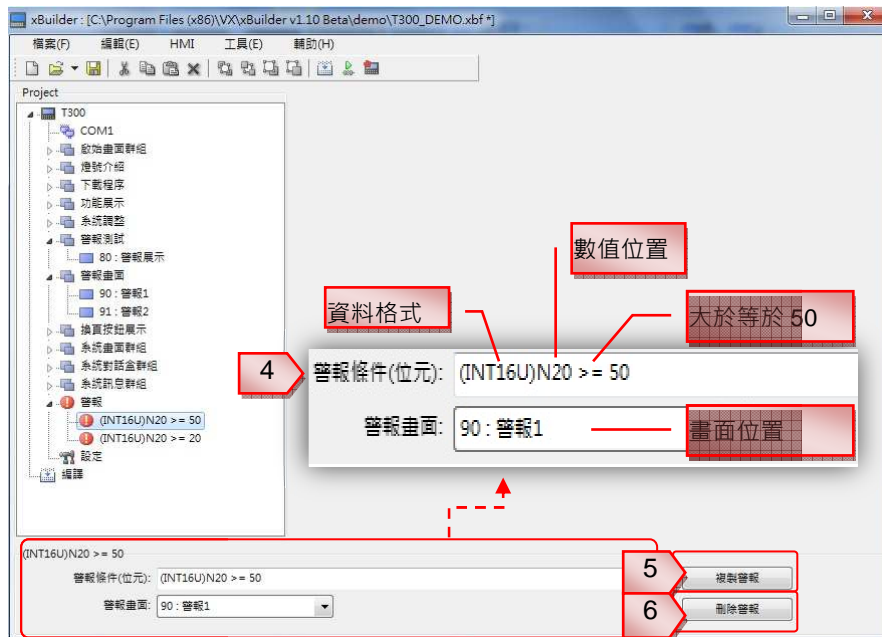 xBuilder : [C:\Program Files (x86)\VX\xBuilder v1.10 Beta\demo\T300_DEMO.xbf *]
檔案(F) 編輯(E) HMI 工具(E) 輔助(H)
Project
T300
COM1
啟始畫面群組
燈號介紹
下載程序
功能展示
系統調整
警報測試
80 : 警報展示
警報畫面
90 : 警報1
91 : 警報2
換頁按鈕展示
系統畫面群組
系統對話盒群組
系統訊息群組
警報
(INT16U)N20 >= 50
(INT16U)N20 >= 20
設定
編譯
數值位置
資料格式
大於等於 50
4
警報條件(位元): (INT16U)N20 >= 50
警報畫面: 90 : 警報1
畫面位置
(INT16U)N20 >= 50
警報條件(位元): (INT16U)N20 >= 50
5
複製警報
警報畫面: 90 : 警報1
6
刪除警報